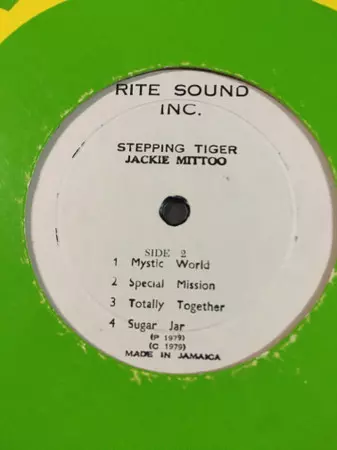 RITE SOUND
INC.
STEPPING TIGER
JACKIE MITTOO
SIDE 2
1 Mystic World
2 Special Mission
3 Totally Together
4 Sugar Jar
(P 1979)
(C 1979)
MADE IN JAMAICA